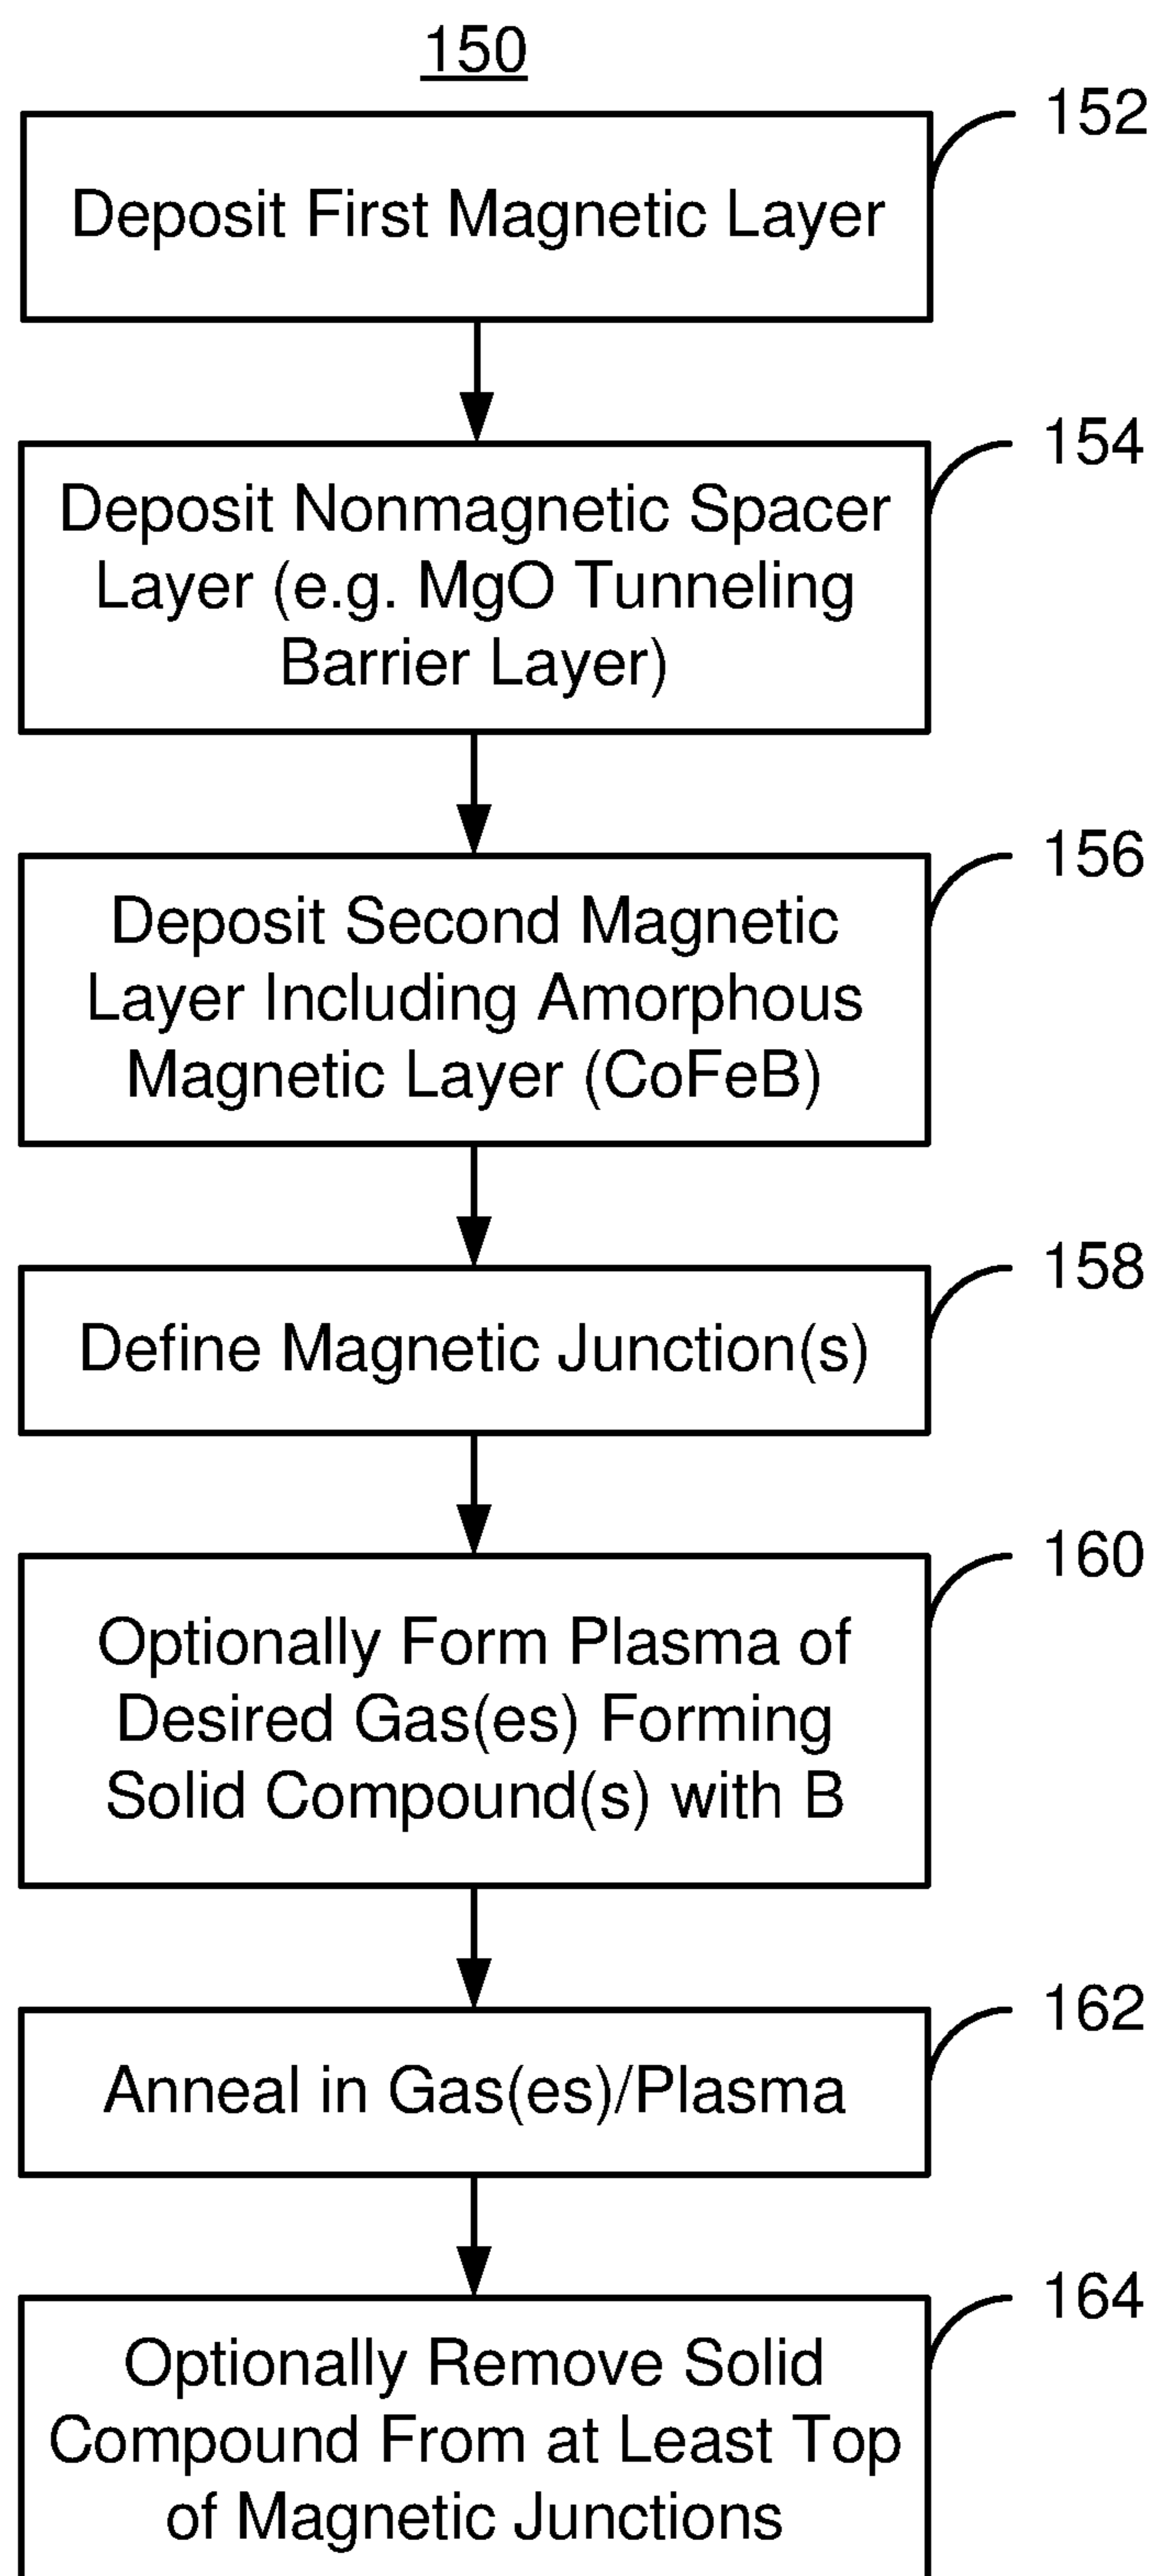 150
152
Deposit First Magnetic Layer
154
Deposit Nonmagnetic Spacer
Layer (e.g. MgO Tunneling
Barrier Layer)
156
Deposit Second Magnetic
Layer Including Amorphous
Magnetic Layer (CoFeB)
158
Define Magnetic Junction(s)
160
Optionally Form Plasma of
Desired Gas(es) Forming
Solid Compound(s) with B
162
Anneal in Gas(es)/Plasma
164
Optionally Remove Solid
Compound From at Least Top
of Magnetic Junctions